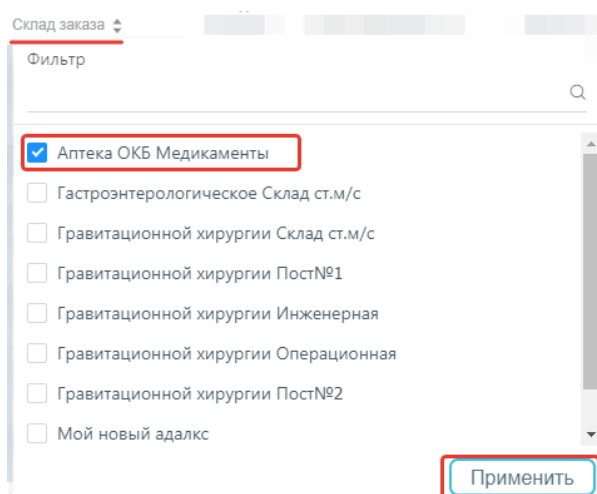 Склад заказа
Фильтр
Аптека ОКБ Медикаменты
Гастроэнтерологическое Склад ст.м/с
Гравитационной хирургии Склад ст.м/с
Гравитационной хирургии Пост№1
Гравитационной хирургии Инженерная
Гравитационной хирургии Операционная
Гравитационной хирургии Пост№2
Мой новый адалкс
Применить